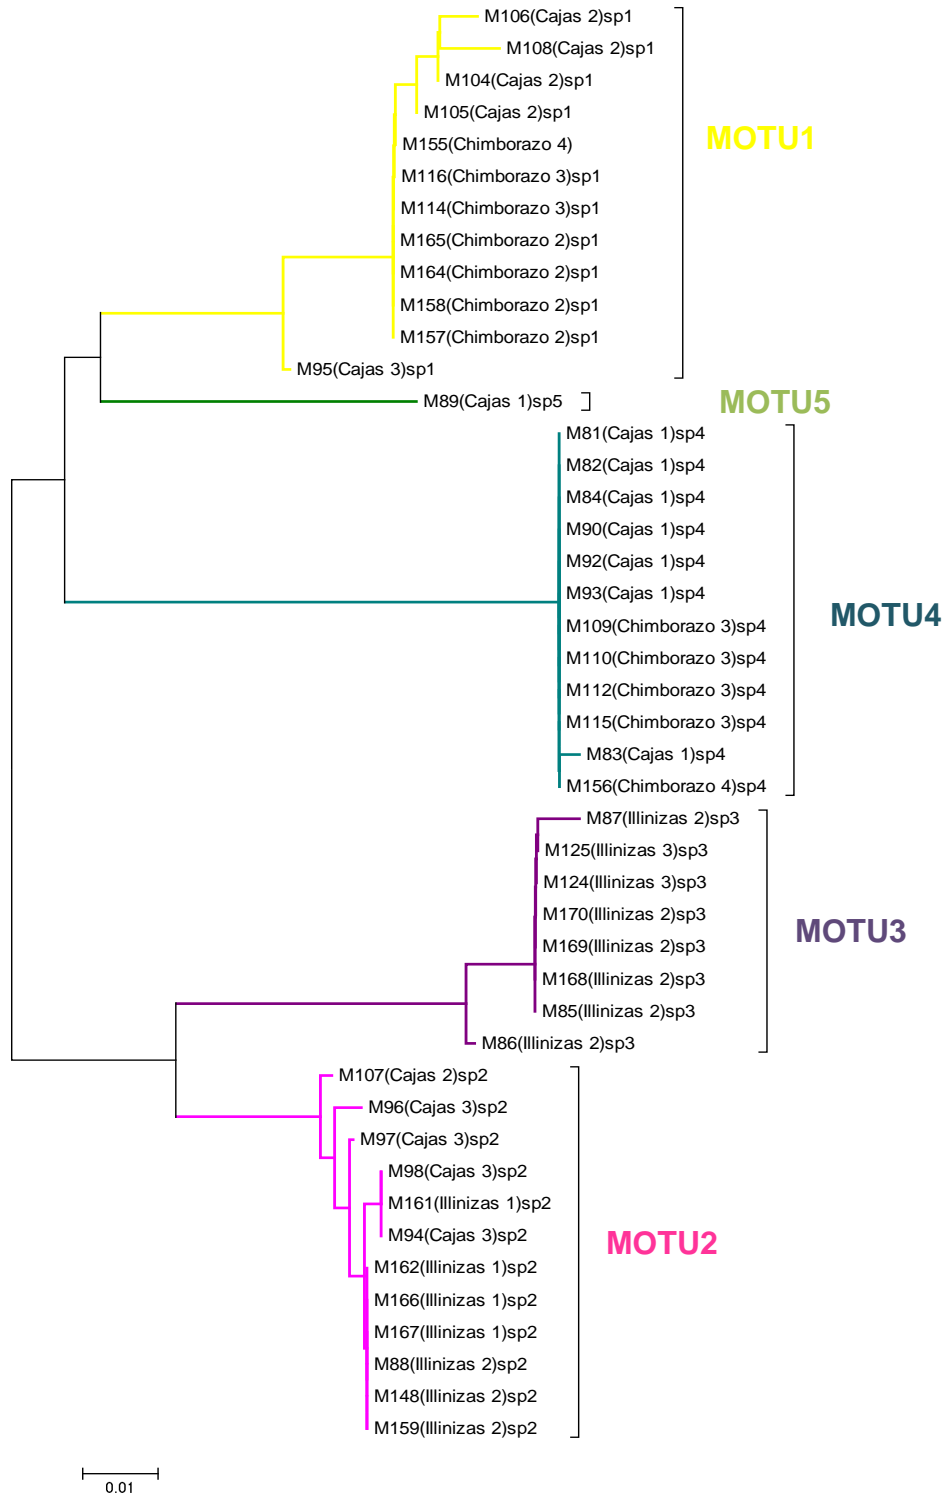 M106(Cajas 2)sp1
M108(Cajas 2)sp1
M104(Cajas 2)sp1
M105(Cajas 2)sp1
MOTU1
M155(Chimborazo 4)
M116(Chimborazo 3)sp1
M114(Chimborazo 3)sp1
M165(Chimborazo 2)sp1
M164(Chimborazo 2)sp1
M158(Chimborazo 2)sp1
M157(Chimborazo 2)sp1
M95(Cajas 3)sp1
M89(Cajas 1)sp5
MOTU5
M81(Cajas 1)sp4
M82(Cajas 1)sp4
M84(Cajas 1)sp4
M90(Cajas 1)sp4
M92(Cajas 1)sp4
M93(Cajas 1)sp4
MOTU4
M109(Chimborazo 3)sp4
M110(Chimborazo 3)sp4
M112(Chimborazo 3)sp4
M115(Chimborazo 3)sp4
M83(Cajas 1)sp4
M156(Chimborazo 4)sp4
M87(Illinizas 2)sp3
M125(Illinizas 3)sp3
M124(Illinizas 3)sp3
M170(Illinizas 2)sp3
MOTU3
M169(Illinizas 2)sp3
M168(Illinizas 2)sp3
M85(Illinizas 2)sp3
M86(Illinizas 2)sp3
M107(Cajas 2)sp2
M96(Cajas 3)sp2
M97(Cajas 3)sp2
M98(Cajas 3)sp2
M161(Illinizas 1)sp2
M94(Cajas 3)sp2
MOTU2
M162(Illinizas 1)sp2
M166(Illinizas 1)sp2
M167(Illinizas 1)sp2
M88(Illinizas 2)sp2
M148(Illinizas 2)sp2
M159(Illinizas 2)sp2
0.01